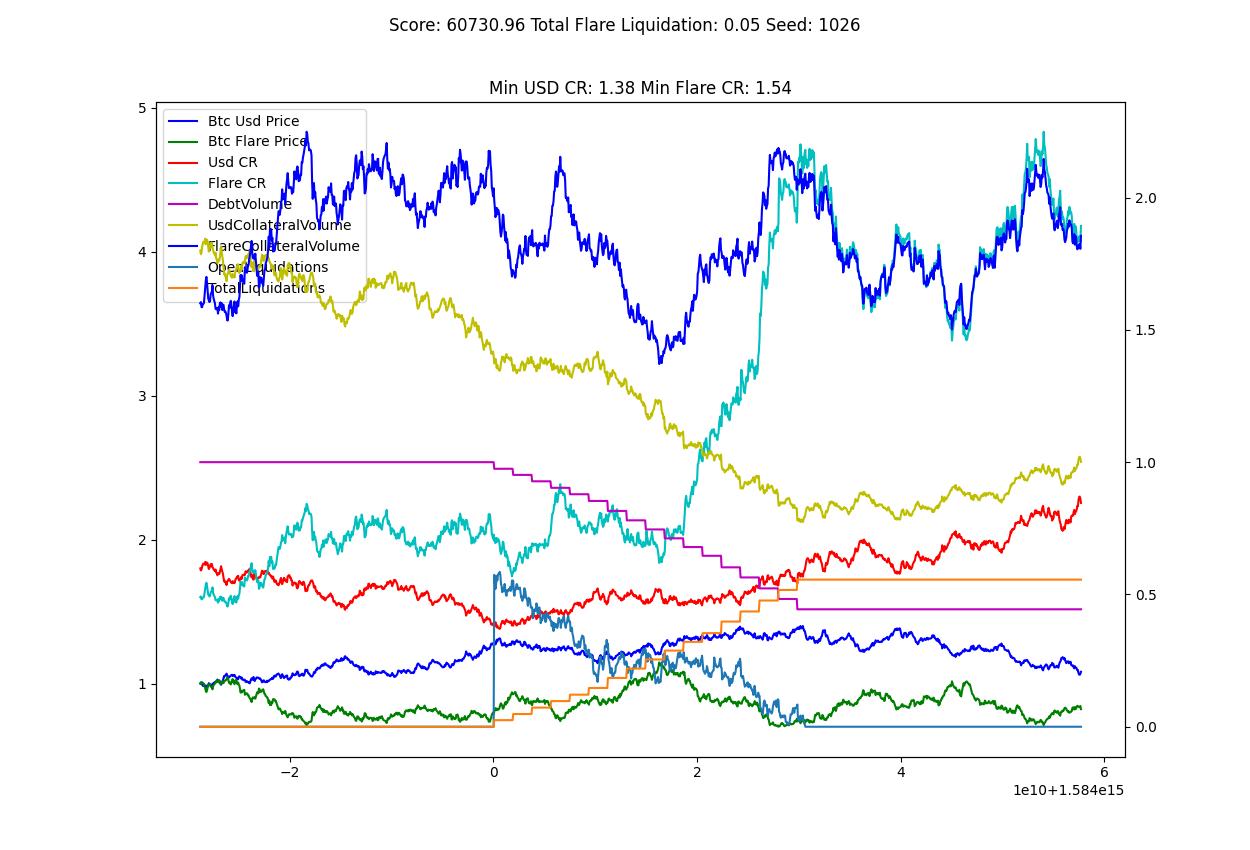 Score: 60730.96 Total Flare Liquidation: 0.05 Seed: 1026
Min USD CR: 1.38 Min Flare CR: 1.54
Btc Usd Price
Btc Flare Price
Usd CR
Flare CR
DebtVolume
UsdCollateralVolume
FlareCollateralVolume
OpenLiquidations
TotalLiquidations
5
4
3
2
1
2.0
1.5
1.0
0.5
0.0
−2 0 2 4 6
1e10+1.584e15